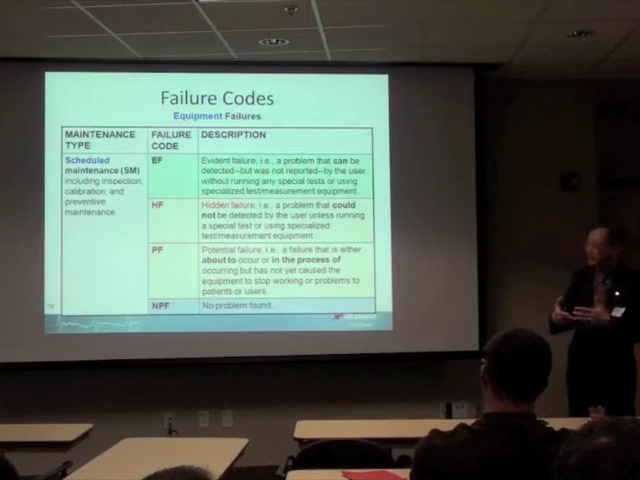 Failure Codes
Equipment Failures
MAINTENANCE TYPE
FAILURE CODE
DESCRIPTION
Scheduled
maintenance (SM)
including inspection,
calibration, and
preventive
maintenance.
EF
Evident failure, i.e., a problem that can be
detected--but was not reported--by the user
without running any special tests or using
specialized test/measurement equipment.
HF
Hidden failure, i.e., a problem that could
not be detected by the user unless running
a special test or using specialized
test/measurement equipment.
PF
Potential failure, i.e., a failure that is either
about to occur or in the process of
occurring but has not yet caused the
equipment to stop working or problems to
patients or users.
NPF
No problem found.